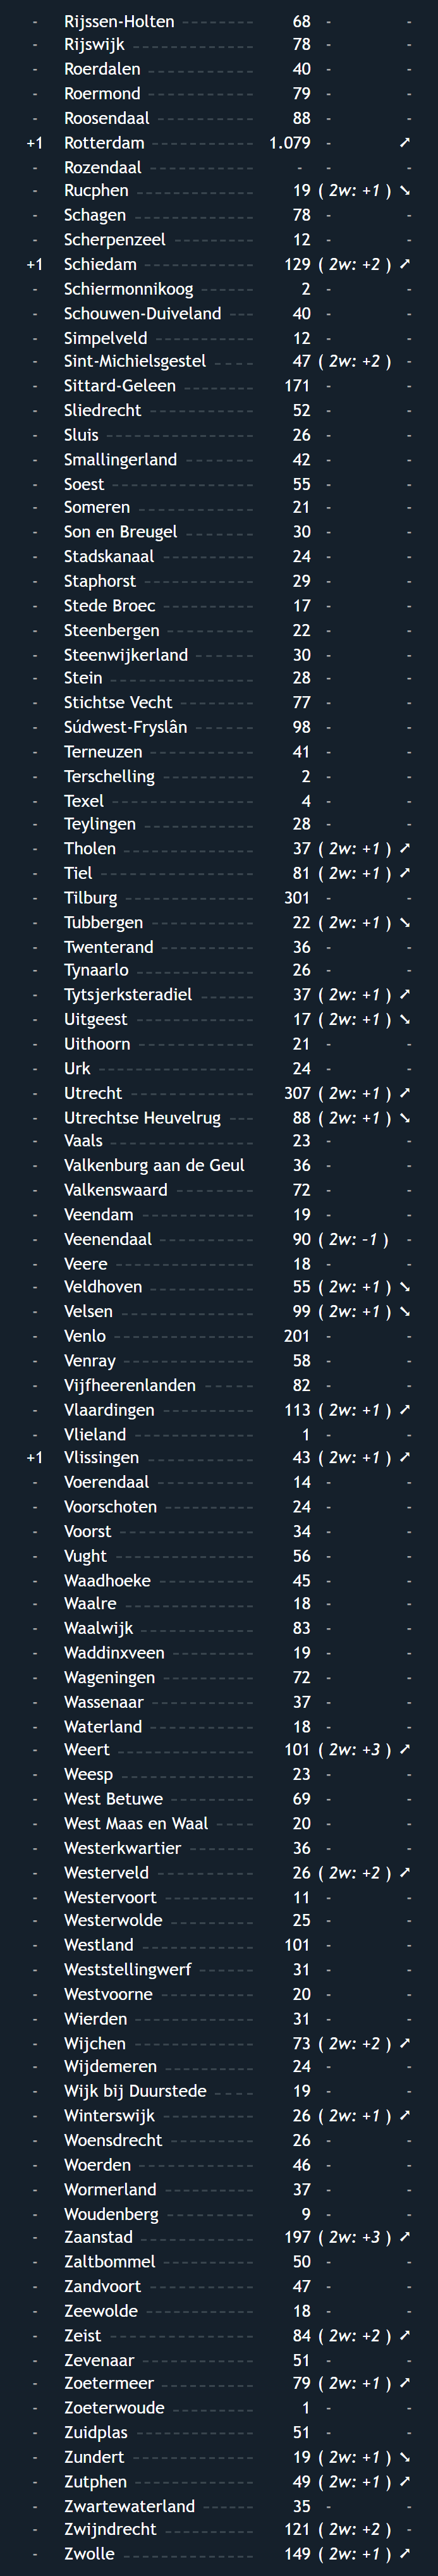 - Rijssen-Holten 68 - -
- Rijswijk 78 - -
- Roerdalen 40 - -
- Roermond 79 - -
- Roosendaal 88 - -
+1 Rotterdam 1.079 - ➚
- Rozendaal - - -
- Rucphen 19 ( 2w: +1 ) ➘
- Schagen 78 - -
- Scherpenzeel 12 - -
+1 Schiedam 129 ( 2w: +2 ) ➚
- Schiermonnikoog 2 - -
- Schouwen-Duiveland 40 - -
- Simpelveld 12 - -
- Sint-Michielsgestel 47 ( 2w: +2 ) -
- Sittard-Geleen 171 - -
- Sliedrecht 52 - -
- Sluis 26 - -
- Smallingerland 42 - -
- Soest 55 - -
- Someren 21 - -
- Son en Breugel 30 - -
- Stadskanaal 24 - -
- Staphorst 29 - -
- Stede Broec 17 - -
- Steenbergen 22 - -
- Steenwijkerland 30 - -
- Stein 28 - -
- Stichtse Vecht 77 - -
- Súdwest-Fryslân 98 - -
- Terneuzen 41 - -
- Terschelling 2 - -
- Texel 4 - -
- Teylingen 28 - -
- Tholen 37 ( 2w: +1 ) ➚
- Tiel 81 ( 2w: +1 ) ➚
- Tilburg 301 - -
- Tubbergen 22 ( 2w: +1 ) ➘
- Twenterand 36 - -
- Tynaarlo 26 - -
- Tytsjerksteradiel 37 ( 2w: +1 ) ➚
- Uitgeest 17 ( 2w: +1 ) ➘
- Uithoorn 21 - -
- Urk 24 - -
- Utrecht 307 ( 2w: +1 ) ➚
- Utrechtse Heuvelrug 88 ( 2w: +1 ) ➘
- Vaals 23 - -
- Valkenburg aan de Geul 36 - -
- Valkenswaard 72 - -
- Veendam 19 - -
- Veenendaal 90 ( 2w: -1 ) -
- Veere 18 - -
- Veldhoven 55 ( 2w: +1 ) ➘
- Velsen 99 ( 2w: +1 ) ➘
- Venlo 201 - -
- Venray 58 - -
- Vijfheerenlanden 82 - -
- Vlaardingen 113 ( 2w: +1 ) ➚
- Vlieland 1 - -
+1 Vlissingen 43 ( 2w: +1 ) ➚
- Voerendaal 14 - -
- Voorschoten 24 - -
- Voorst 34 - -
- Vught 56 - -
- Waadhoeke 45 - -
- Waalre 18 - -
- Waalwijk 83 - -
- Waddinxveen 19 - -
- Wageningen 72 - -
- Wassenaar 37 - -
- Waterland 18 - -
- Weert 101 ( 2w: +3 ) ➚
- Weesp 23 - -
- West Betuwe 69 - -
- West Maas en Waal 20 - -
- Westerkwartier 36 - -
- Westerveld 26 ( 2w: +2 ) ➚
- Westervoort 11 - -
- Westerwolde 25 - -
- Westland 101 - -
- Weststellingwerf 31 - -
- Westvoorne 20 - -
- Wierden 31 - -
- Wijchen 73 ( 2w: +2 ) ➚
- Wijdemeren 24 - -
- Wijk bij Duurstede 19 - -
- Winterswijk 26 ( 2w: +1 ) ➚
- Woensdrecht 26 - -
- Woerden 46 - -
- Wormerland 37 - -
- Woudenberg 9 - -
- Zaanstad 197 ( 2w: +3 ) ➚
- Zaltbommel 50 - -
- Zandvoort 47 - -
- Zeewolde 18 - -
- Zeist 84 ( 2w: +2 ) ➚
- Zevenaar 51 - -
- Zoetermeer 79 ( 2w: +1 ) ➚
- Zoeterwoude 1 - -
- Zuidplas 51 - -
- Zundert 19 ( 2w: +1 ) ➘
- Zutphen 49 ( 2w: +1 ) ➚
- Zwartewaterland 35 - -
- Zwijndrecht 121 ( 2w: +2 ) -
- Zwolle 149 ( 2w: +1 ) ➚